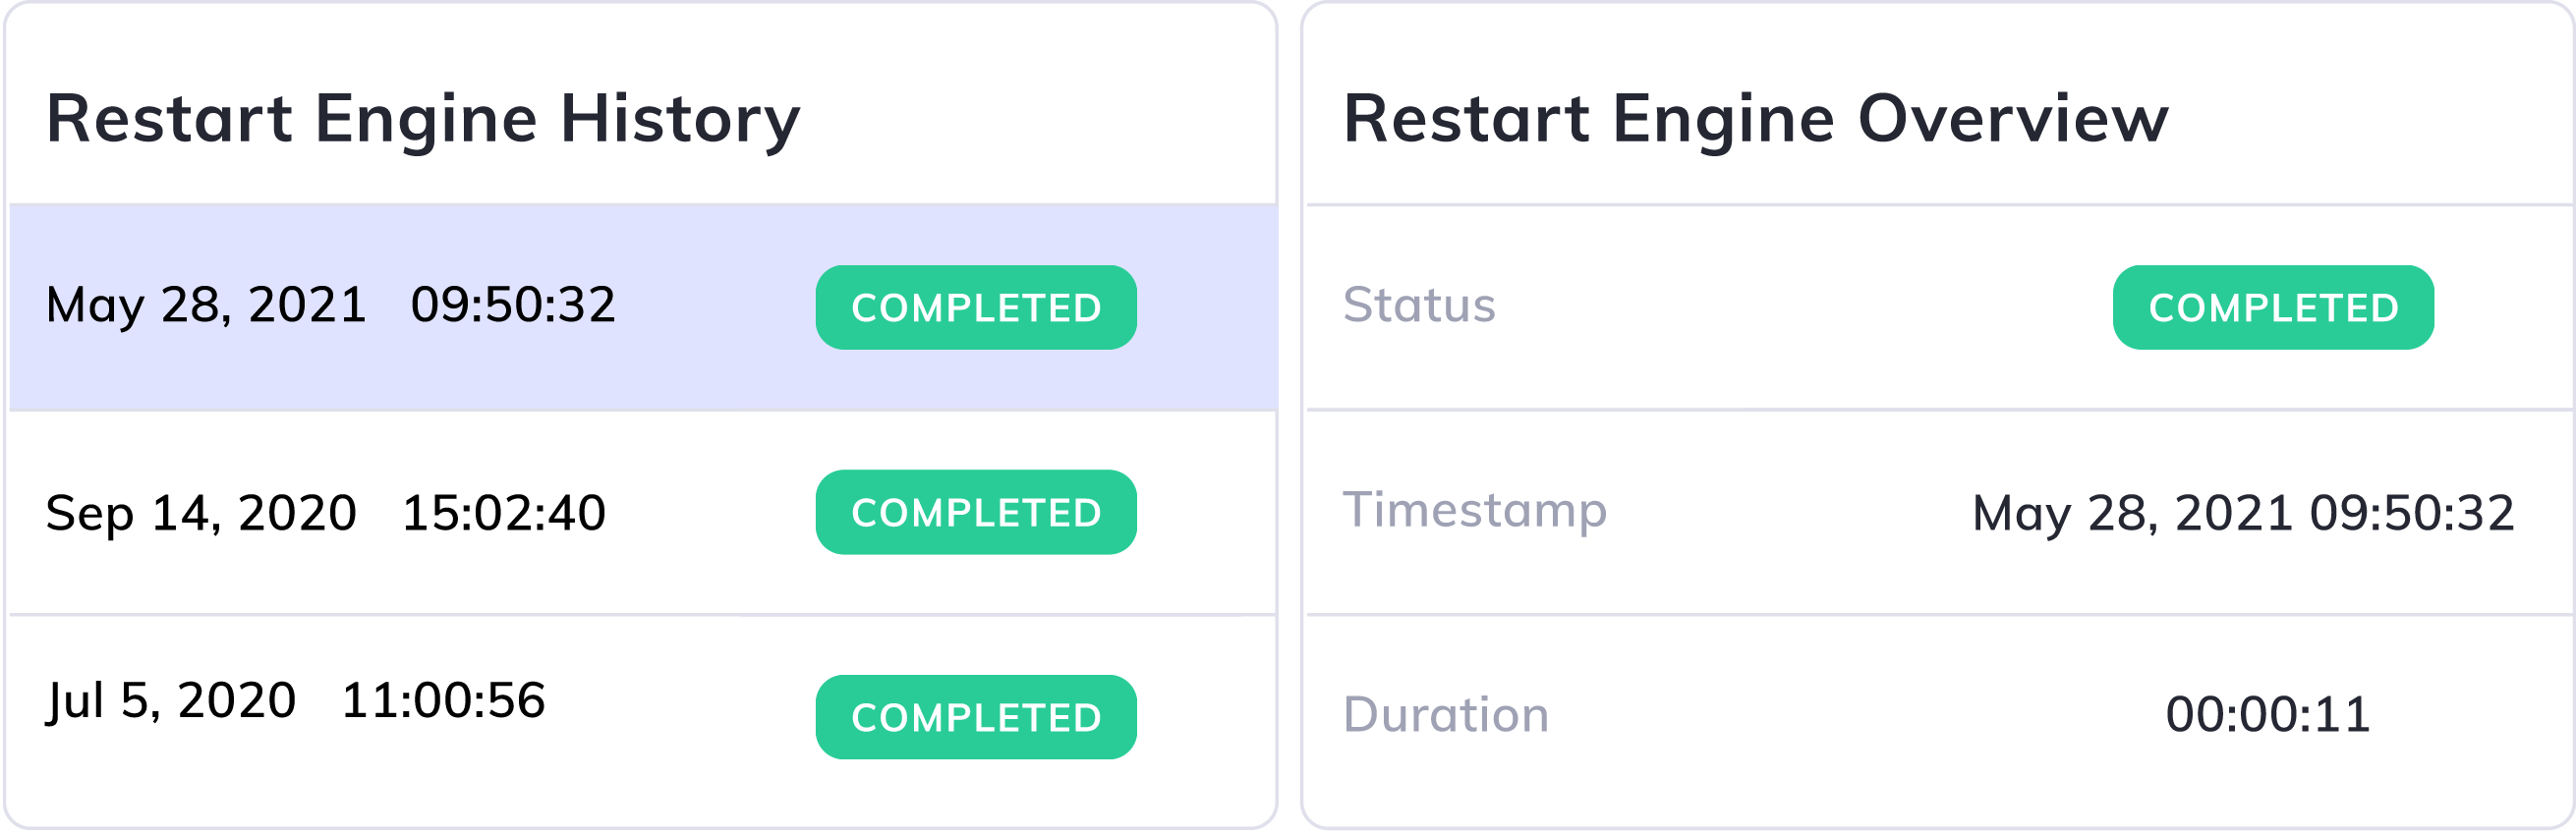 Restart Engine History
May 28, 2021 09:50:32 COMPLETED
Sep 14, 2020 15:02:40 COMPLETED
Jul 5, 2020 11:00:56 COMPLETED
Restart Engine Overview
Status COMPLETED
Timestamp May 28, 2021 09:50:32
Duration 00:00:11